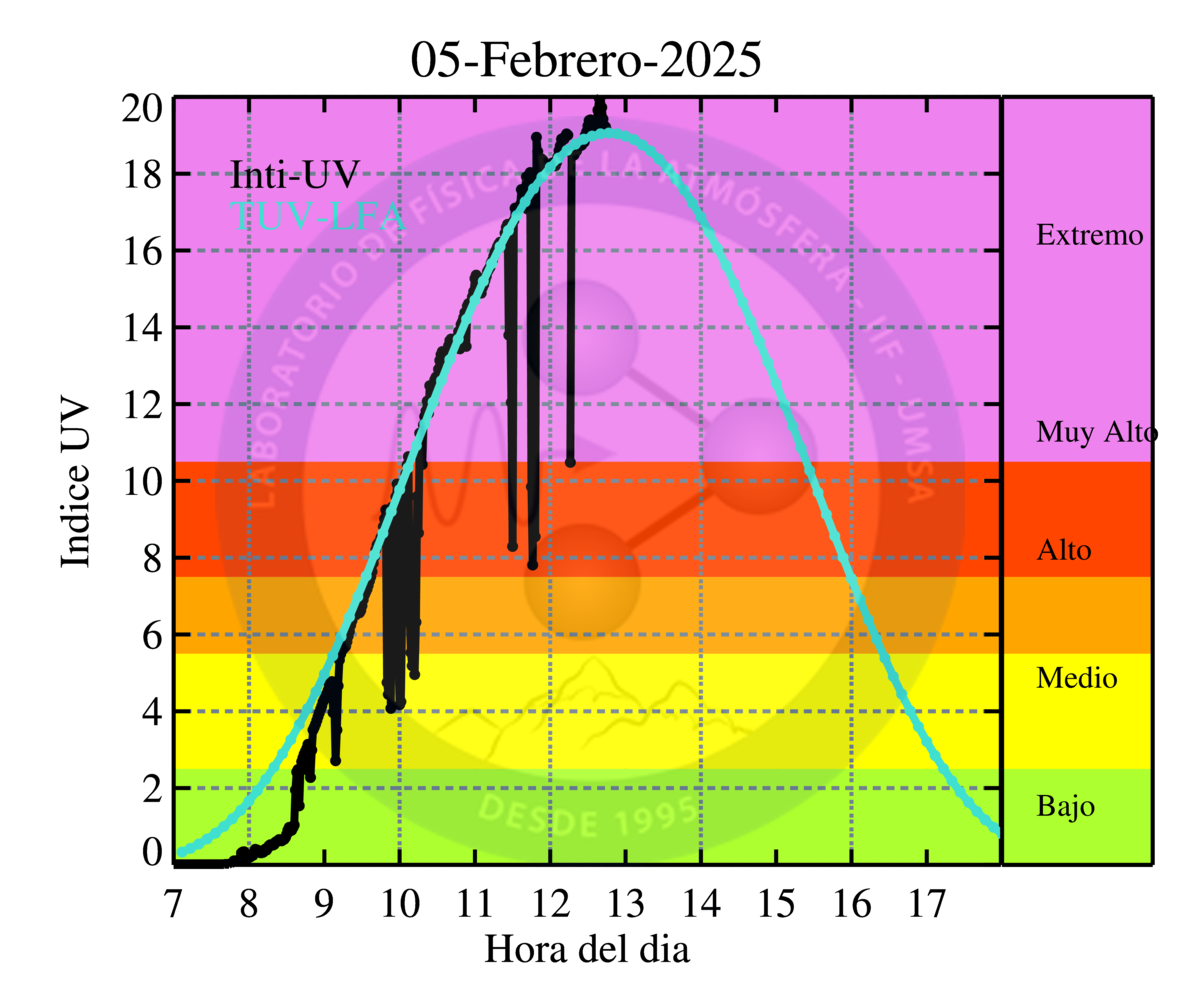 05-Febrero-2025
Inti-UV
TUV-LFA
Indice UV
20
18
16
14
12
10
8
6
4
2
0
7 8 9 10 11 12 13 14 15 16 17
Hora del dia
Extremo
Muy Alto
Alto
Medio
Bajo
LABORATORIO DE FÍSICA DE LA ATMÓSFERA - IIF - UMSA
DESDE 1995